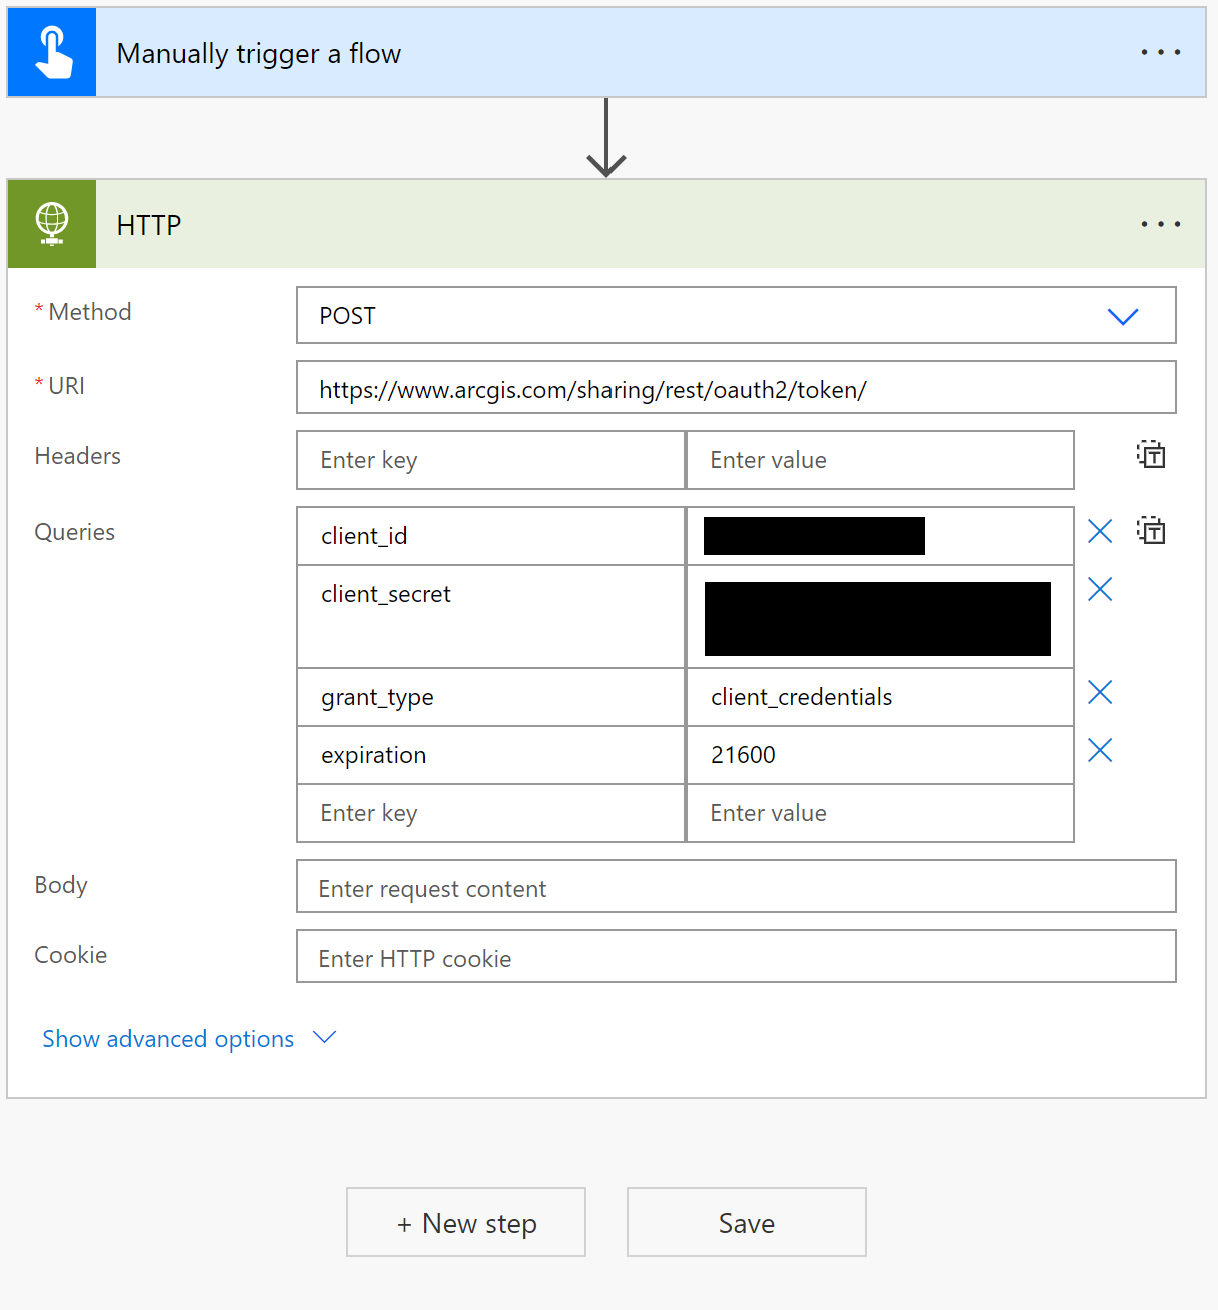 Manually trigger a flow
HTTP
* Method
POST
* URI
https://www.arcgis.com/sharing/rest/oauth2/token/
Headers
Enter key
Enter value
Queries
client_id
client_secret
grant_type
client_credentials
expiration
21600
Enter key
Enter value
Body
Enter request content
Cookie
Enter HTTP cookie
Show advanced options
+ New step
Save